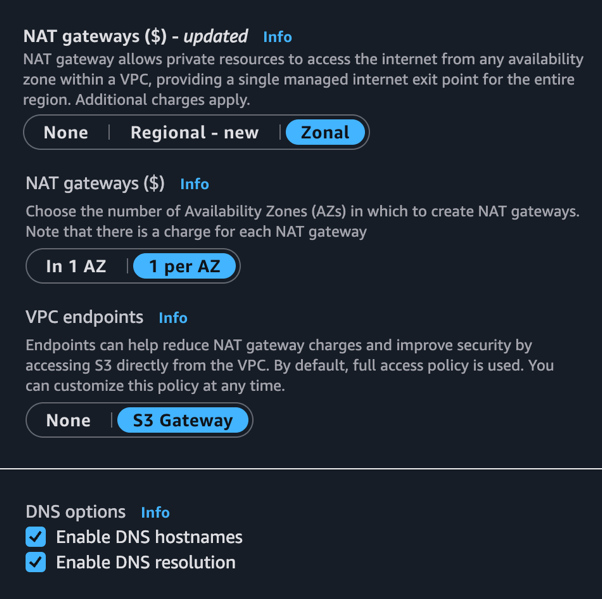 NAT gateways ($) - updated Info
NAT gateway allows private resources to access the internet from any availability
zone within a VPC, providing a single managed internet exit point for the entire
region. Additional charges apply.
None Regional - new Zonal
NAT gateways ($) Info
Choose the number of Availability Zones (AZs) in which to create NAT gateways.
Note that there is a charge for each NAT gateway
In 1 AZ 1 per AZ
VPC endpoints Info
Endpoints can help reduce NAT gateway charges and improve security by
accessing S3 directly from the VPC. By default, full access policy is used. You
can customize this policy at any time.
None S3 Gateway
DNS options Info
Enable DNS hostnames
Enable DNS resolution